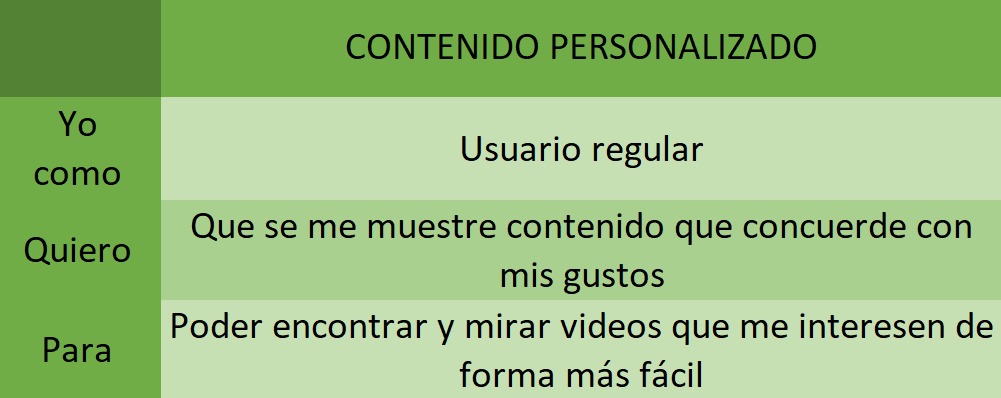 CONTENIDO PERSONALIZADO
Yo
como
Usuario regular
Quiero
Que se me muestre contenido que concuerde con
mis gustos
Para
Poder encontrar y mirar videos que me interesen de
forma más fácil